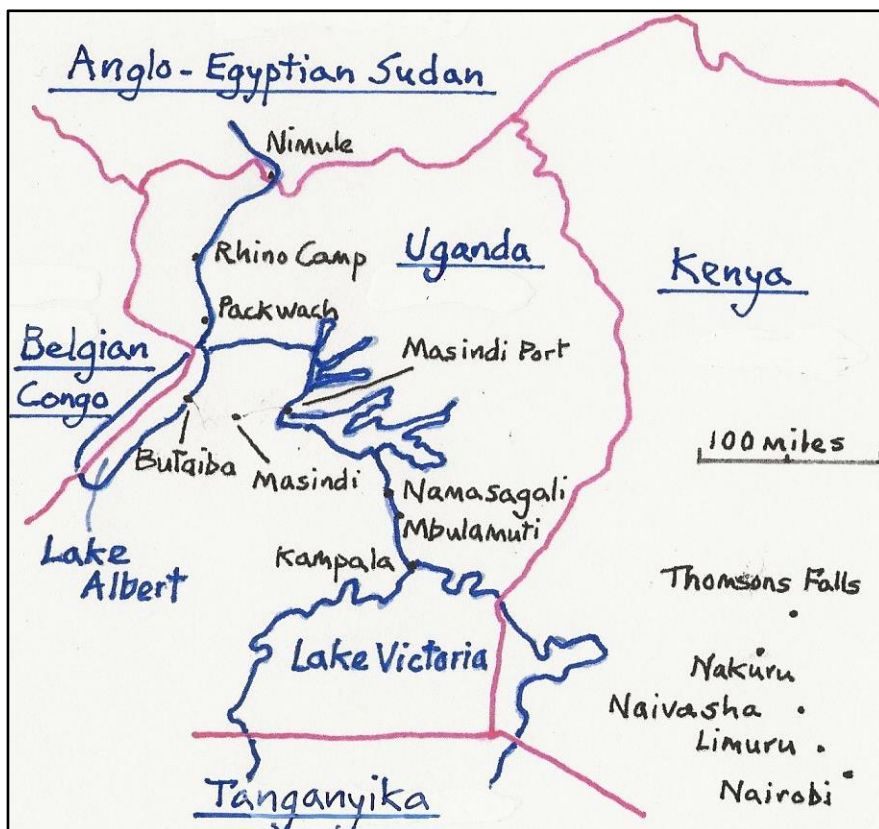 Anglo-Egyptian Sudan
Nimule
Rhino Camp
Uganda
Kenya
Packwach
Belgian
Congo
Masindi Port
100 miles
Butaiba
Masindi
Namasagali
Mbulamuti
Lake
Albert
Kampala
Thomsons Falls
Lake Victoria
Nakuru
Naivasha
Limuru
Nairobi
Tanganyika